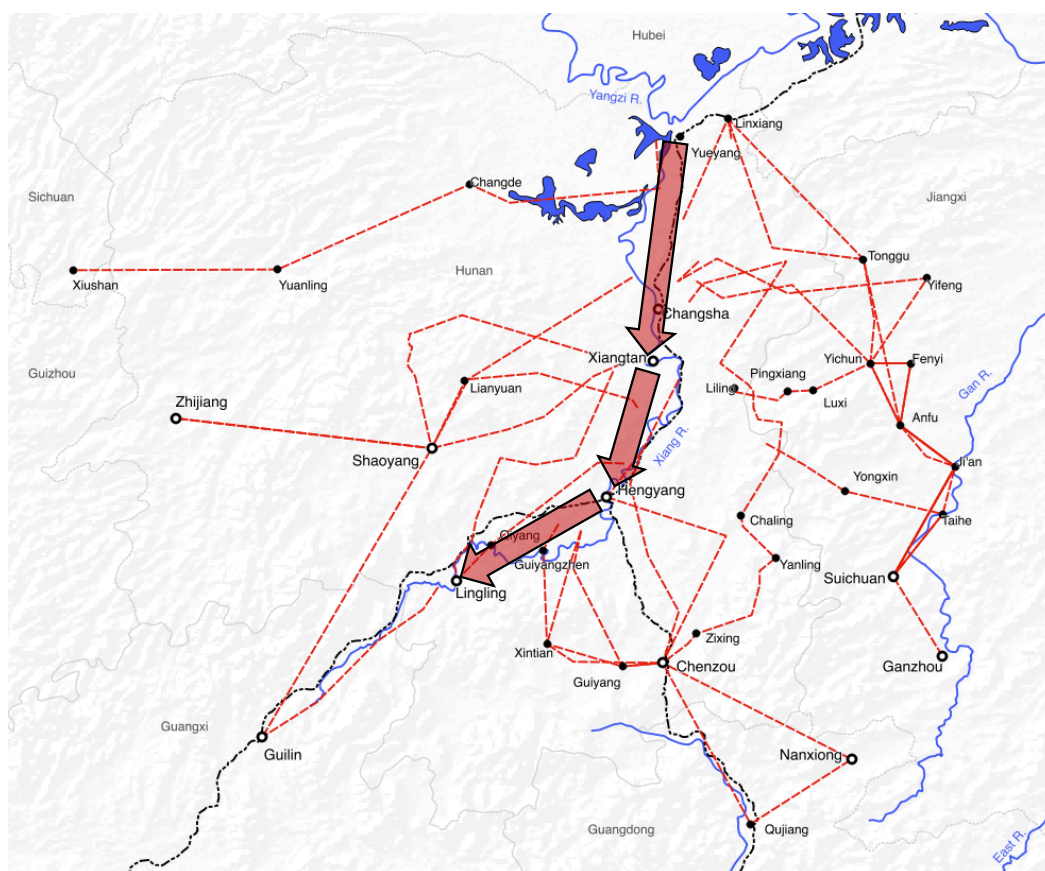 Hubei
Yangzi R.
Linxiang
Yueyang
Changde
Sichuan
Jiangxi
Tonggu
Hunan
Xiushan
Yuanling
Yifeng
Changsha
Xiangtan
Yichun
Fenyi
Pingxiang
Guizhou
Lianyuan
Liling
Luxi
Gan R.
Zhijiang
Anfu
Xiang R.
Shaoyang
Ji'an
Yongxin
Hengyang
Taihe
Chaling
Qiyang
Guiyangzhen
Yanling
Suichuan
Lingling
Zixing
Xintian
Chenzou
Ganzhou
Guiyang
Guangxi
Guilin
Nanxiong
Guangdong
Qujiang
East R.